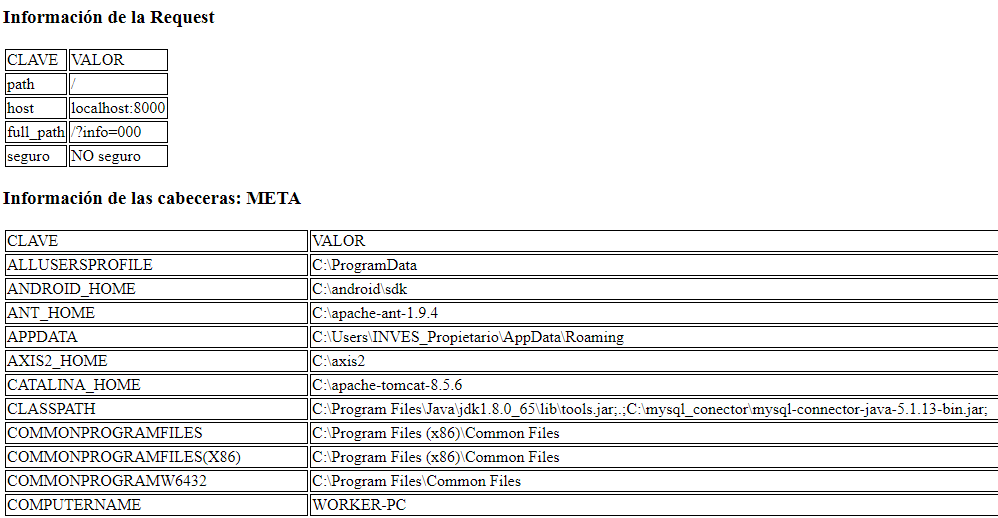 Información de la Request
CLAVE VALOR
path /
host localhost:8000
full_path /?info=000
seguro NO seguro
Información de las cabeceras: META
CLAVE VALOR
ALLUSERSPROFILE C:\ProgramData
ANDROID_HOME C:\android\sdk
ANT_HOME C:\apache-ant-1.9.4
APPDATA C:\Users\INVES_Propietario\AppData\Roaming
AXIS2_HOME C:\axis2
CATALINA_HOME C:\apache-tomcat-8.5.6
CLASSPATH C:\Program Files\Java\jdk1.8.0_65\lib\tools.jar;.;C:\mysql_conector\mysql-connector-java-5.1.13-bin.jar;
COMMONPROGRAMFILES C:\Program Files (x86)\Common Files
COMMONPROGRAMFILES(X86) C:\Program Files (x86)\Common Files
COMMONPROGRAMW6432 C:\Program Files\Common Files
COMPUTERNAME WORKER-PC